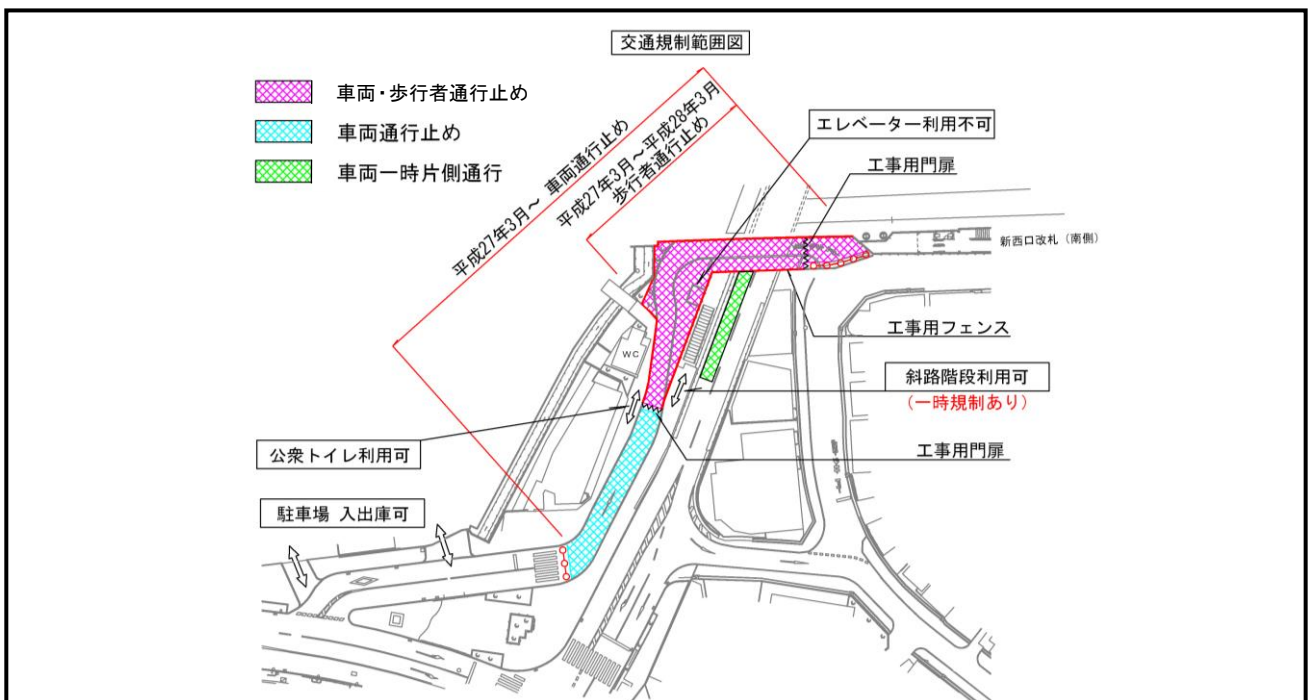 交通規制範囲図
車両・歩行者通行止め
車両通行止め
車両一時片側通行
平成27年3月～ 車両通行止め
平成27年3月～平成28年3月
歩行者通行止め
エレベーター利用不可
工事用門扉
新西口改札（南側）
工事用フェンス
WC
斜路階段利用可
（一時規制あり）
公衆トイレ利用可
工事用門扉
駐車場 入出庫可